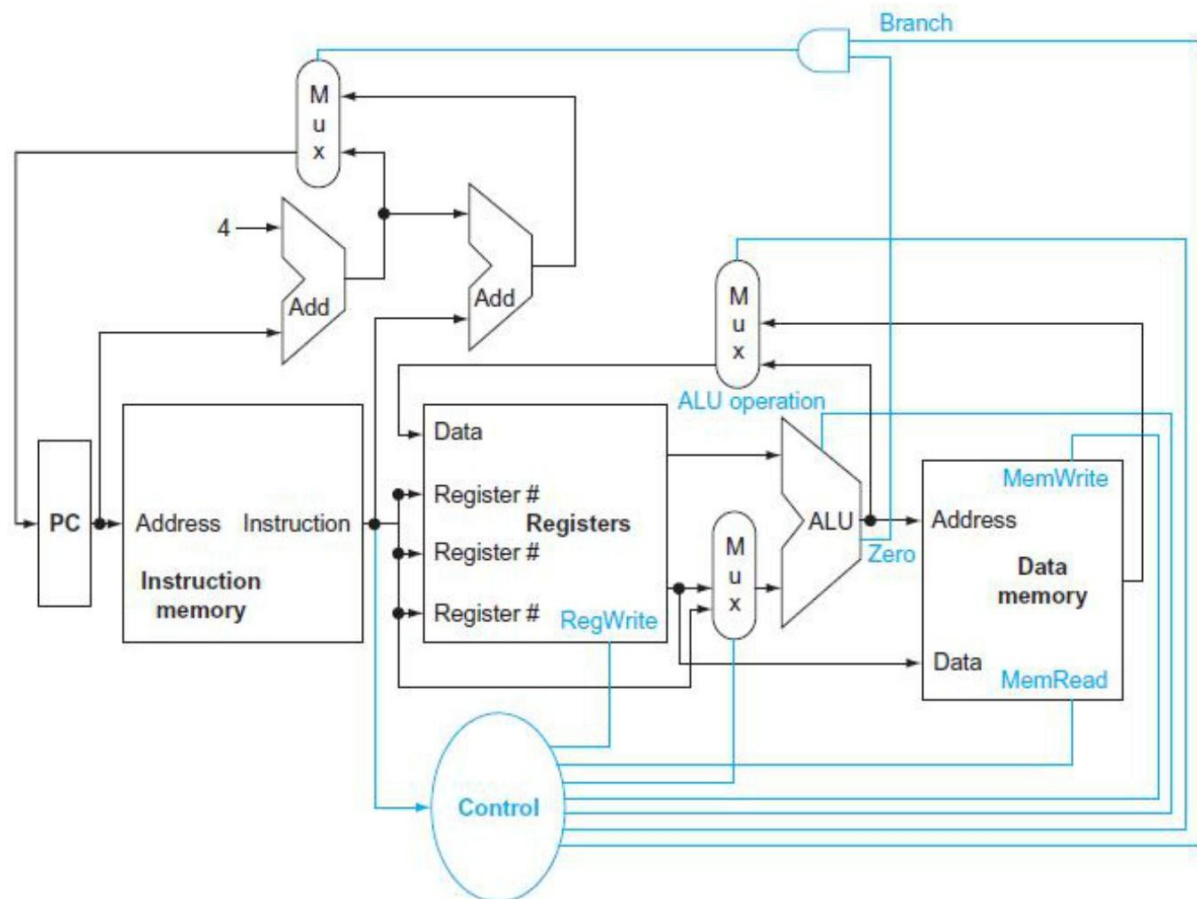 Branch
M
u
x
4
Add
Add
M
u
x
ALU operation
Data
Register #
Registers
Register #
Register #
RegWrite
PC
Address
Instruction
Instruction
memory
M
u
x
ALU
Zero
MemWrite
Address
Data
memory
Data
MemRead
Control